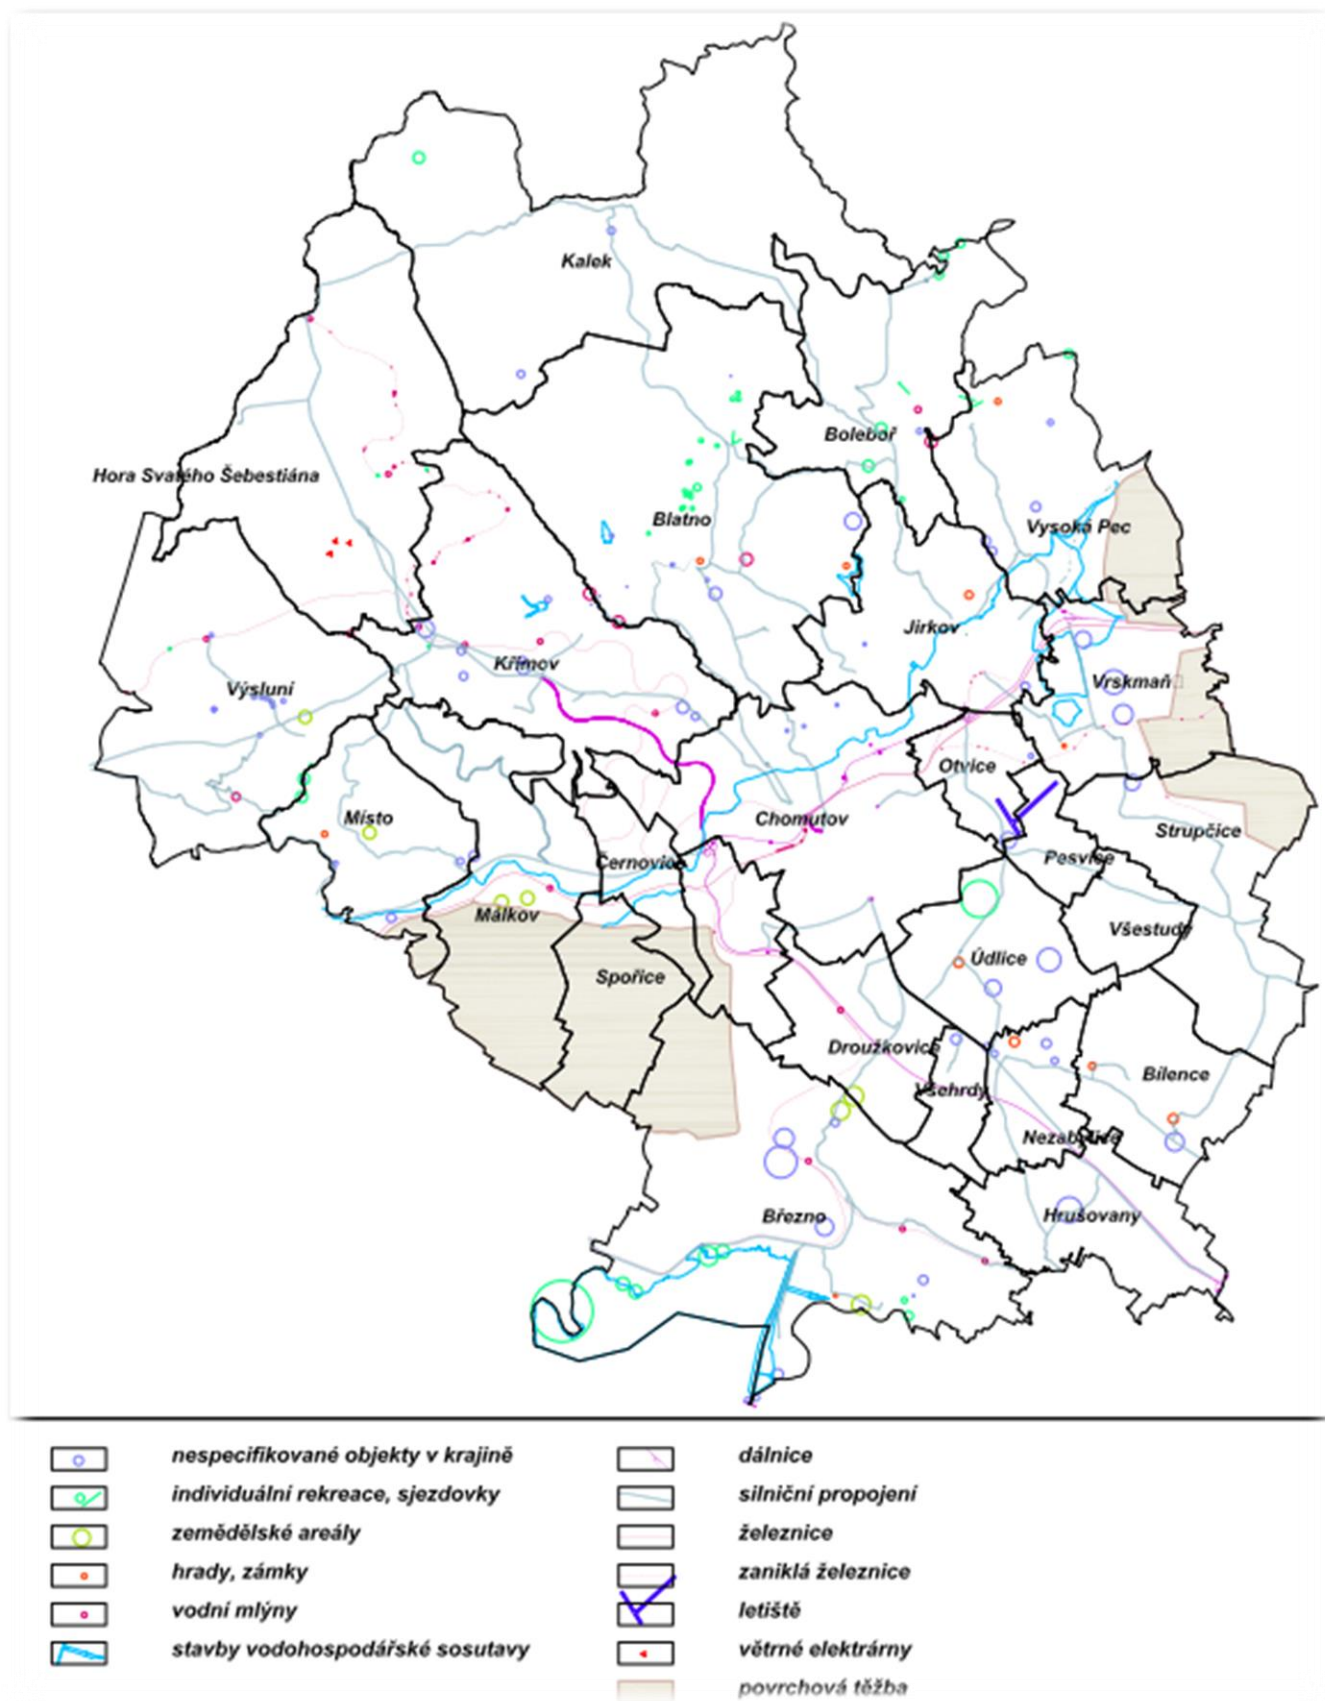 Kalek
Boleboř
Hora Svatého Šebestiána
Blatno
Vysoká Pec
Jirkov
Křimov
Výsluní
Vrskmaň
Otvice
Místo
Chomutov
Strupčice
Černovice
Pesvice
Málkov
Všestudy
Spořice
Údlice
Droužkovice
Bílence
Všehrdy
Nezabylice
Březno
Hrušovany
nespecifikované objekty v krajině
individuální rekreace, sjezdovky
zemědělské areály
hrady, zámky
vodní mlýny
stavby vodohospodářské sosutavy
dálnice
silniční propojení
železnice
zaniklá železnice
letiště
větrné elektrárny
povrchová těžba